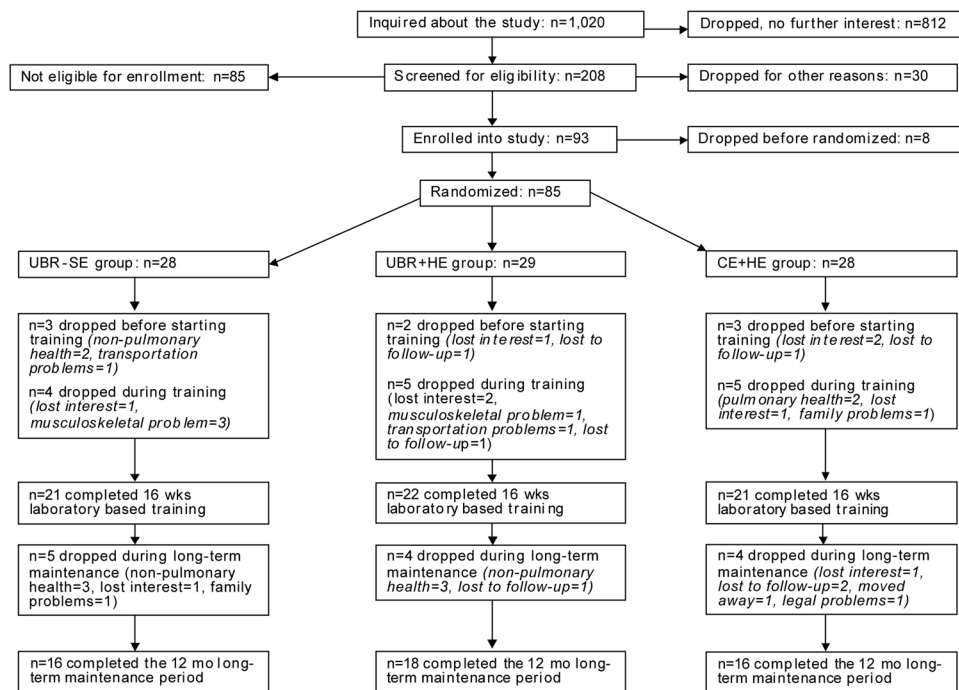 Inquired about the study: n=1,020
Dropped, no further interest: n=812
Not eligible for enrollment: n=85
Screened for eligibility: n=208
Dropped for other reasons: n=30
Enrolled into study: n=93
Dropped before randomized: n=8
Randomized: n=85
UBR-SE group: n=28
UBR+HE group: n=29
CE+HE group: n=28
n=3 dropped before starting
training (non-pulmonary
health=2, transportation
problems=1)
n=4 dropped during training
(lost interest=1,
musculoskeletal problem=3)
n=2 dropped before starting
training (lost interest=1, lost
to follow-up=1)
n=5 dropped during training
(lost interest=2,
musculoskeletal problem=1,
transportation problems=1, lost
to follow-up=1)
n=3 dropped before starting
training (lost interest=2, lost to
follow-up=1)
n=5 dropped during training
(pulmonary health=2, lost
interest=1, family problems=1)
n=21 completed 16 wks
laboratory based training
n=22 completed 16 wks
laboratory based training
n=21 completed 16 wks
laboratory based training
n=5 dropped during long-term
maintenance (non-pulmonary
health=3, lost interest=1, family
problems=1)
n=4 dropped during long-term
maintenance (non-pulmonary
health=3, lost to follow-up=1)
n=4 dropped during long-term
maintenance (lost interest=1,
lost to follow-up=2, moved
away=1, legal problems=1)
n=16 completed the 12 mo long-
term maintenance period
n=18 completed the 12 mo long-
term maintenance period
n=16 completed the 12 mo long-
term maintenance period